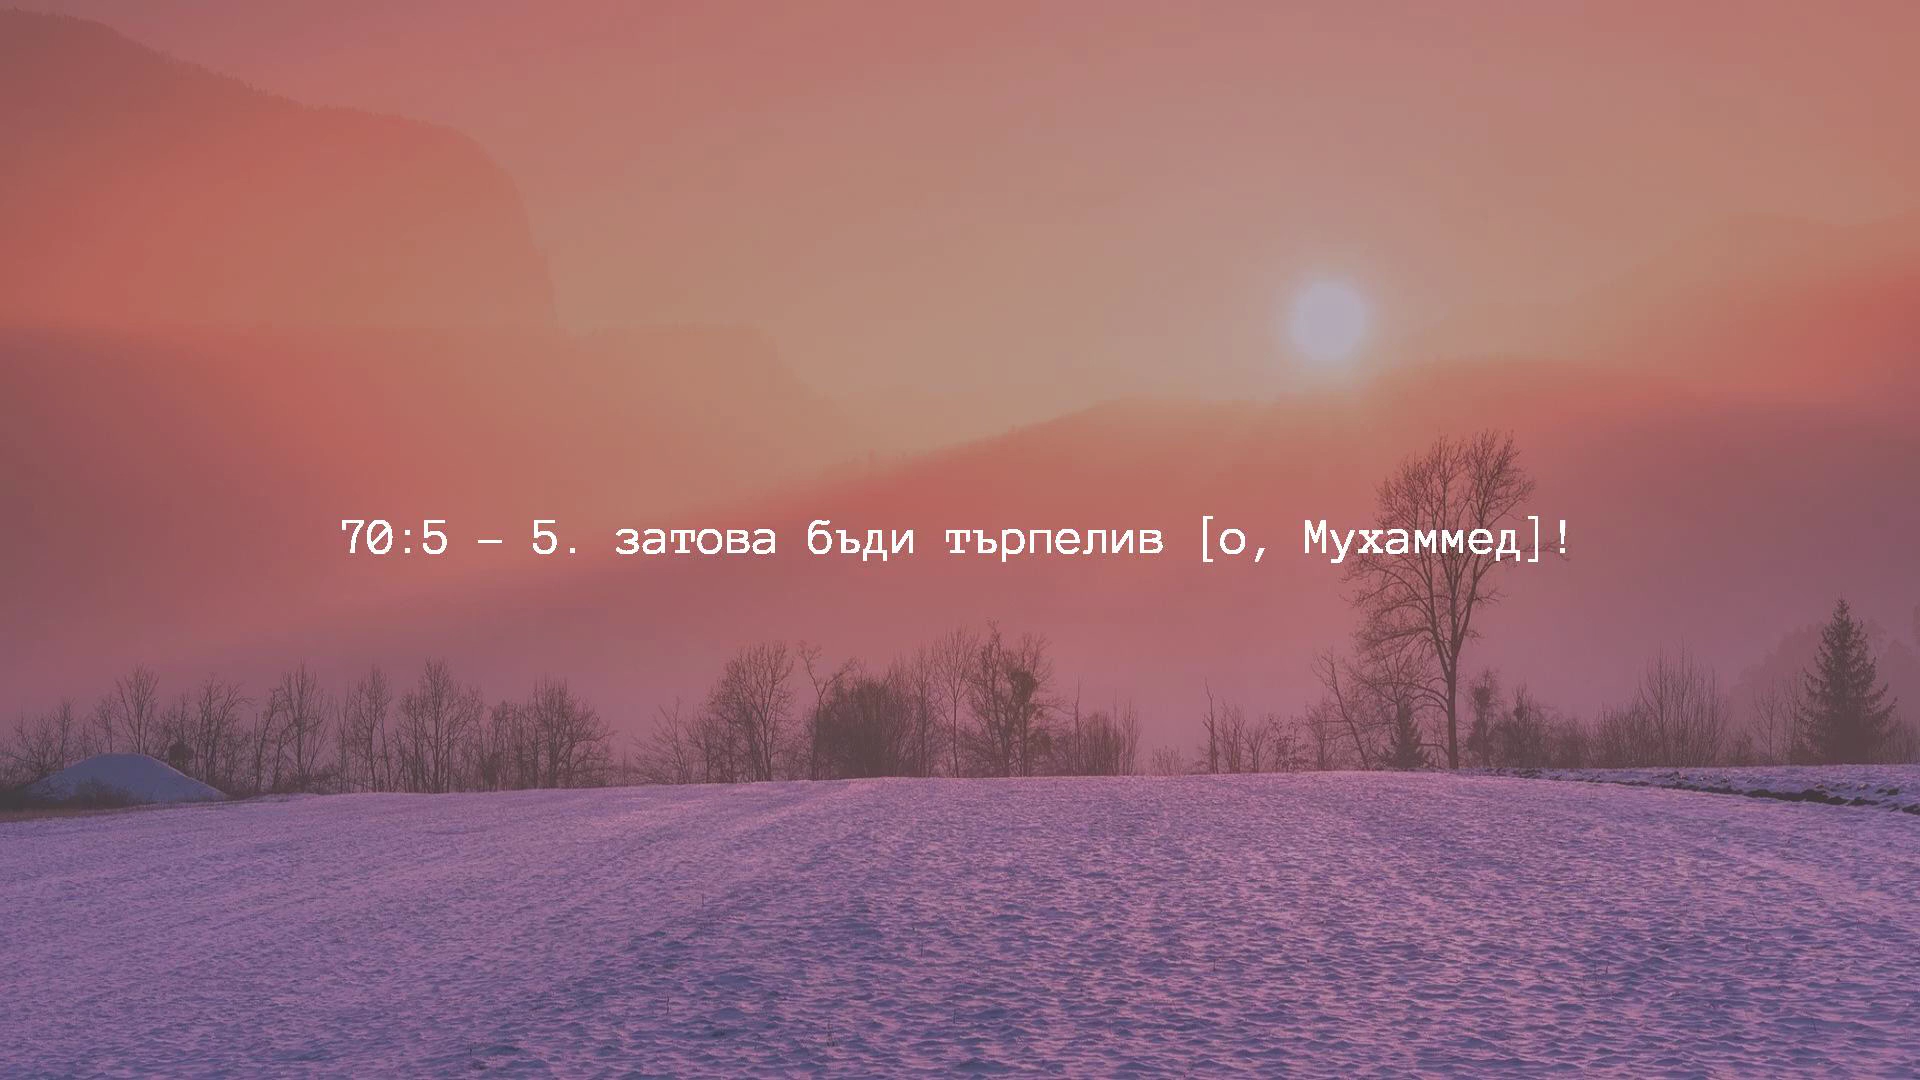 70:5 – 5. затова бъди търпелив [о, Мухаммед]!